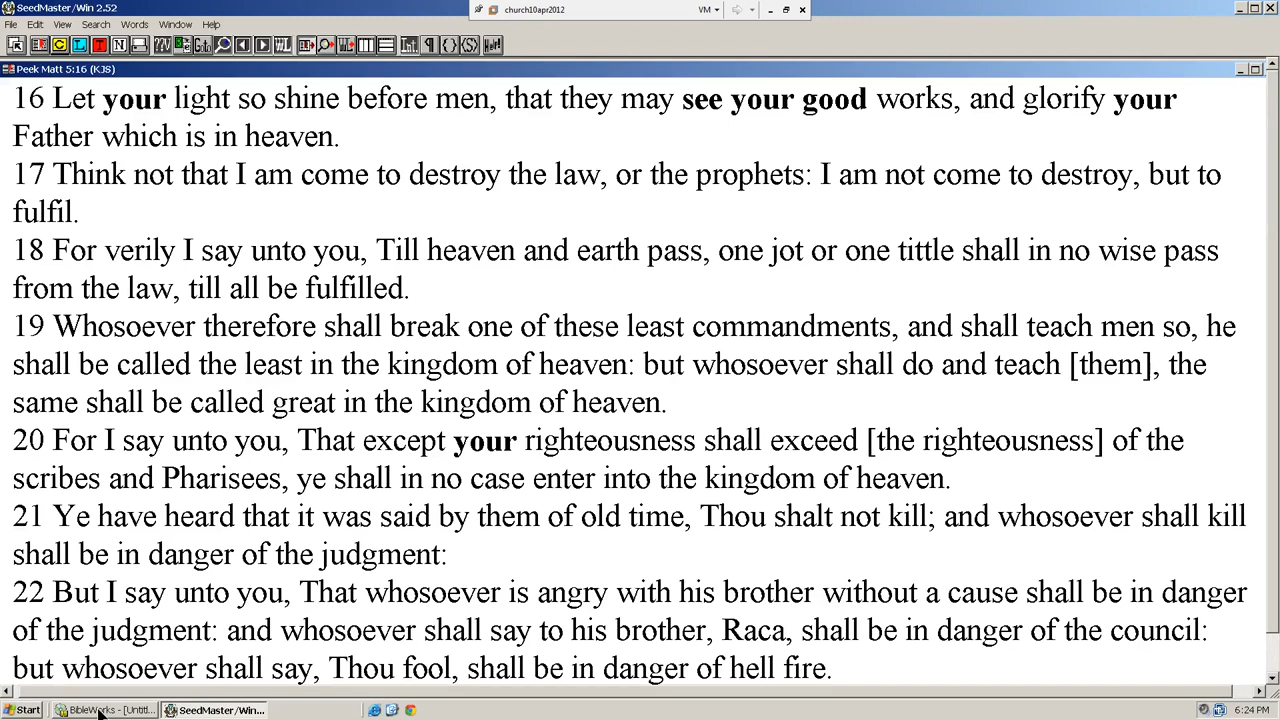 SeedMaster/Win 2.52
church10apr2012
VM
File Edit View Search Words Window Help
Peek Matt 5:16 (KJS)
16 Let your light so shine before men, that they may see your good works, and glorify your
Father which is in heaven.
17 Think not that I am come to destroy the law, or the prophets: I am not come to destroy, but to
fulfil.
18 For verily I say unto you, Till heaven and earth pass, one jot or one tittle shall in no wise pass
from the law, till all be fulfilled.
19 Whosoever therefore shall break one of these least commandments, and shall teach men so, he
shall be called the least in the kingdom of heaven: but whosoever shall do and teach [them], the
same shall be called great in the kingdom of heaven.
20 For I say unto you, That except your righteousness shall exceed [the righteousness] of the
scribes and Pharisees, ye shall in no case enter into the kingdom of heaven.
21 Ye have heard that it was said by them of old time, Thou shalt not kill; and whosoever shall kill
shall be in danger of the judgment:
22 But I say unto you, That whosoever is angry with his brother without a cause shall be in danger
of the judgment: and whosoever shall say to his brother, Raca, shall be in danger of the council:
but whosoever shall say, Thou fool, shall be in danger of hell fire.
Start BibleWorks - [Untitl... SeedMaster/Win... 6:24 PM